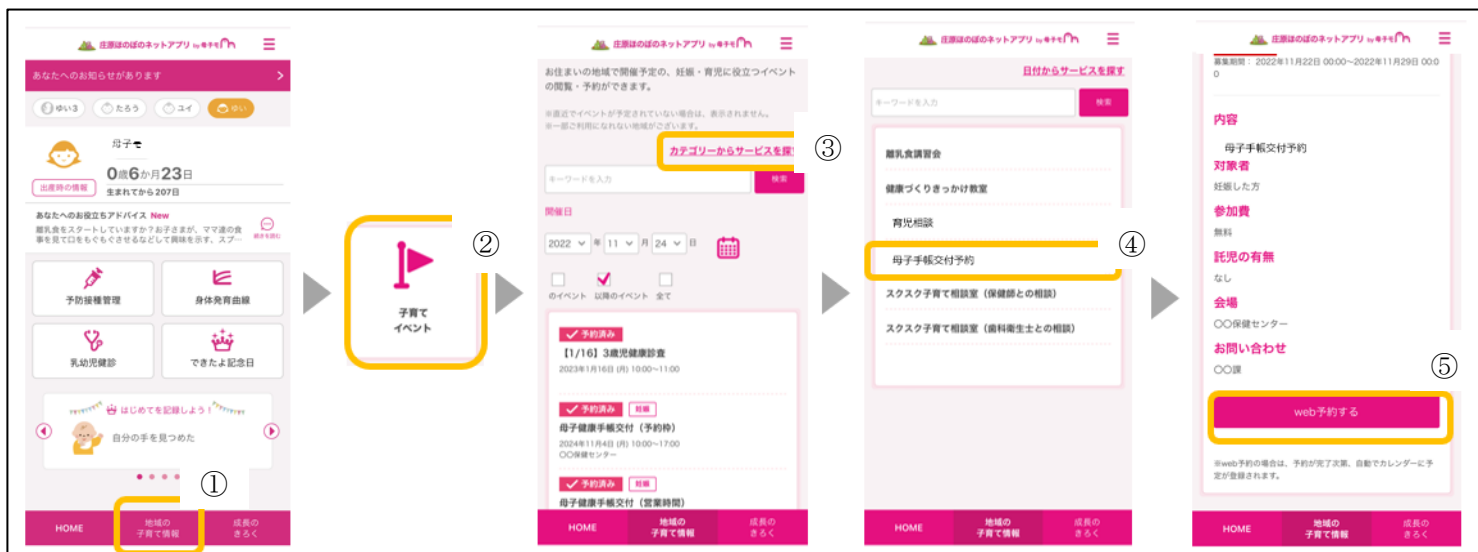 庄原ほのぼのネットアプリ by 母子モ
あなたへのお知らせがあります
ゆい3 たろう ユイ ゆい
母子モ
0歳6か月23日
出産時の情報
生まれてから207日
あなたへのお役立ちアドバイス New
離乳食をスタートしていますか？お子さまが、ママ達の食
事を見て口をもぐもぐさせるなどして興味を示す、スプ…
続きを読む
予防接種管理
身体発育曲線
乳幼児健診
できたよ記念日
はじめてを記録しよう！
自分の手を見つめた
①
HOME
地域の
子育て情報
成長の
きろく
②
子育て
イベント
庄原ほのぼのネットアプリ by 母子モ
お住まいの地域で開催予定の、妊娠・育児に役立つイベント
の閲覧・予約ができます。
※直近でイベントが予定されていない場合は、表示されません。
※一部ご利用になれない地域がございます。
カテゴリーからサービスを探す
③
キーワードを入力
検索
開催日
2022 年 11 月 24 日
のイベント 以降のイベント 全て
予約済み
【1/16】3歳児健康診査
2023年1月16日 (月) 10:00〜11:00
予約済み 妊娠
母子健康手帳交付（予約枠）
2024年11月4日 (月) 10:00〜17:00
〇〇保健センター
予約済み 妊娠
母子健康手帳交付（営業時間）
HOME
地域の
子育て情報
成長の
きろく
庄原ほのぼのネットアプリ by 母子モ
日付からサービスを探す
キーワードを入力
検索
離乳食講習会
健康づくりきっかけ教室
育児相談
④
母子手帳交付予約
スクスク子育て相談室（保健師との相談）
スクスク子育て相談室（歯科衛生士との相談）
HOME
地域の
子育て情報
成長の
きろく
庄原ほのぼのネットアプリ by 母子モ
募集期間： 2022年11月22日 00:00〜2022年11月29日 00:0
0
内容
母子手帳交付予約
対象者
妊娠した方
参加費
無料
託児の有無
なし
会場
〇〇保健センター
お問い合わせ
〇〇課
⑤
web予約する
※web予約の場合は、予約が完了次第、自動でカレンダーに予
定が登録されます。
HOME
地域の
子育て情報
成長の
きろく